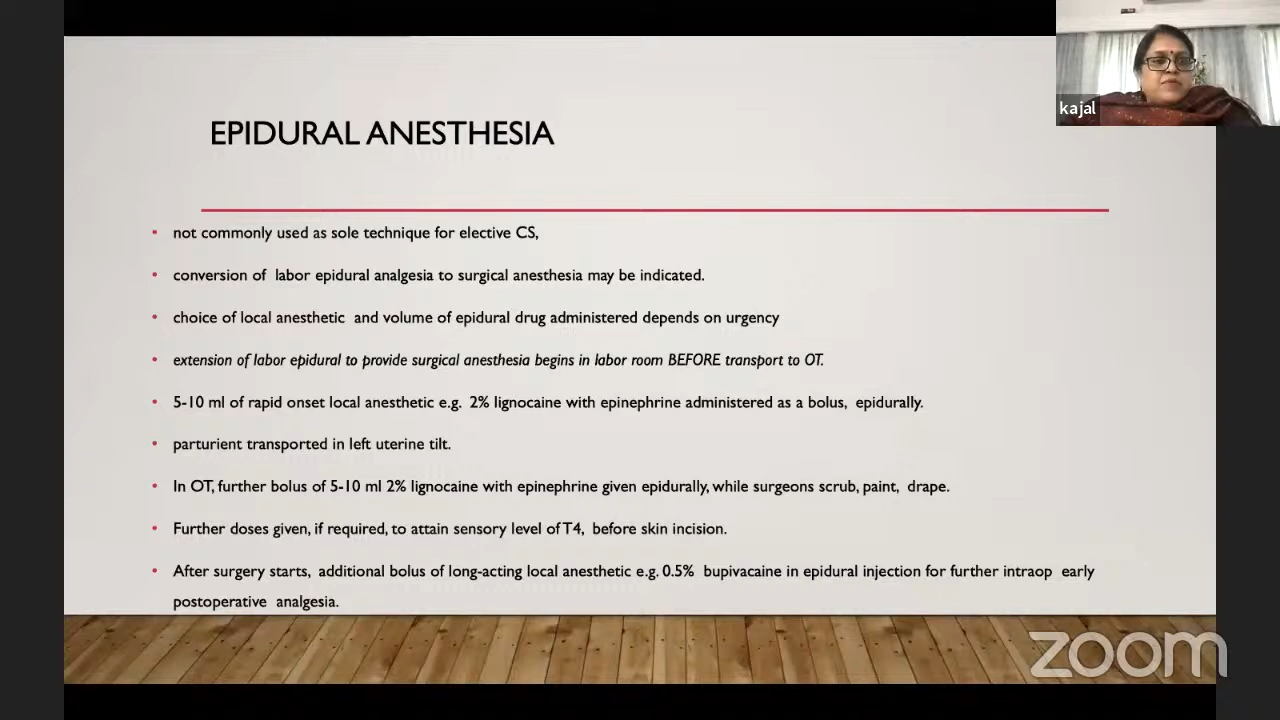 kajal
EPIDURAL ANESTHESIA
• not commonly used as sole technique for elective CS,
• conversion of labor epidural analgesia to surgical anesthesia may be indicated.
• choice of local anesthetic and volume of epidural drug administered depends on urgency
• extension of labor epidural to provide surgical anesthesia begins in labor room BEFORE transport to OT.
• 5-10 ml of rapid onset local anesthetic e.g. 2% lignocaine with epinephrine administered as a bolus, epidurally.
• parturient transported in left uterine tilt.
• In OT, further bolus of 5-10 ml 2% lignocaine with epinephrine given epidurally, while surgeons scrub, paint, drape.
• Further doses given, if required, to attain sensory level of T4, before skin incision.
• After surgery starts, additional bolus of long-acting local anesthetic e.g. 0.5% bupivacaine in epidural injection for further intraop early
postoperative analgesia.
zoom